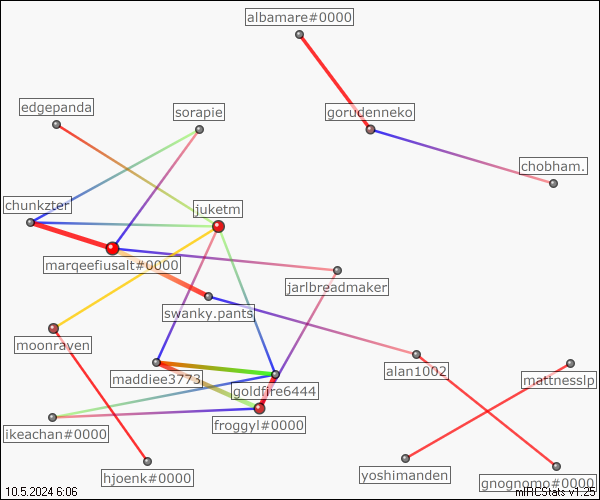 albamare#0000
edgepanda
sorapie
gorudenneko
chobham.
chunkzter
juketm
marqeefiusalt#0000
jarlbreadmaker
swanky.pants
moonraven
maddiee3773
alan1002
mattnesslp
goldfire6444
froggyl#0000
ikeachan#0000
hjoenk#0000
yoshimanden
gnognomo#0000
10.5.2024 6:06
mIRCStats v1.25